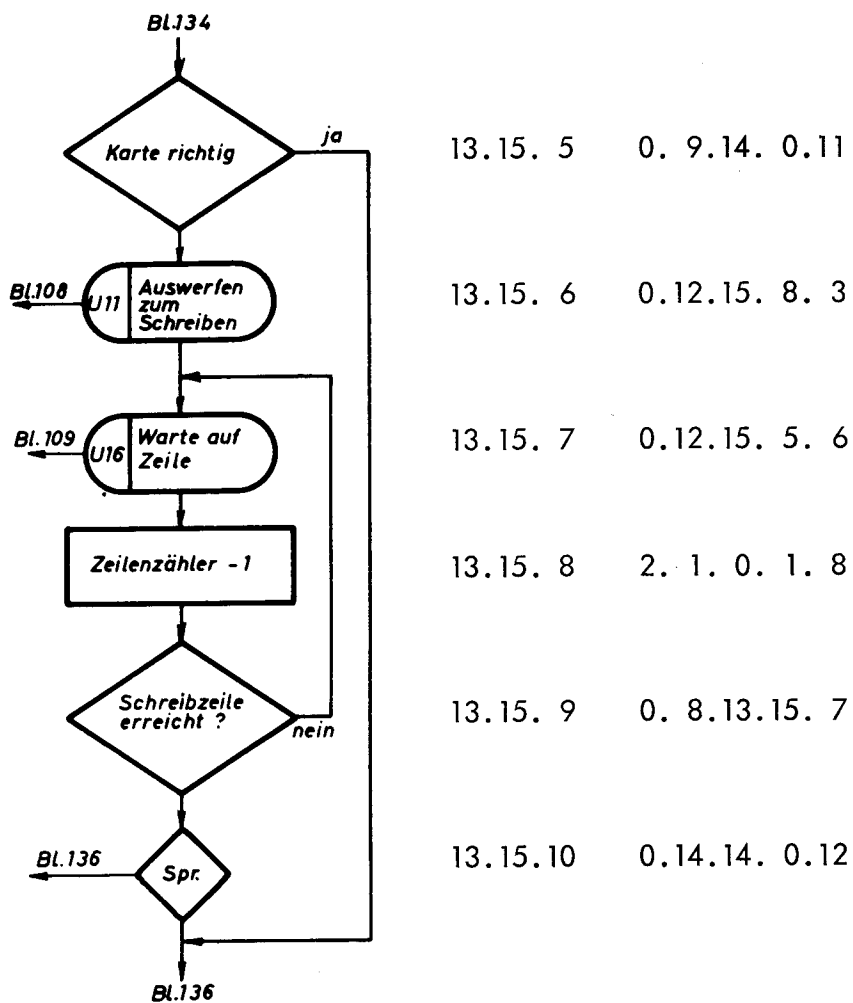 Bl.134
ja
Karte richtig 13.15. 5 0. 9.14. 0.11
Bl.108
U11
Auswerfen
zum
Schreiben
13.15. 6 0.12.15. 8. 3
Bl.109
U16
Warte auf
Zeile
13.15. 7 0.12.15. 5. 6
Zeilenzähler -1 13.15. 8 2. 1. 0. 1. 8
Schreibzeile
erreicht ?
nein
13.15. 9 0. 8.13.15. 7
Bl.136
Spr. 13.15.10 0.14.14. 0.12
Bl.136